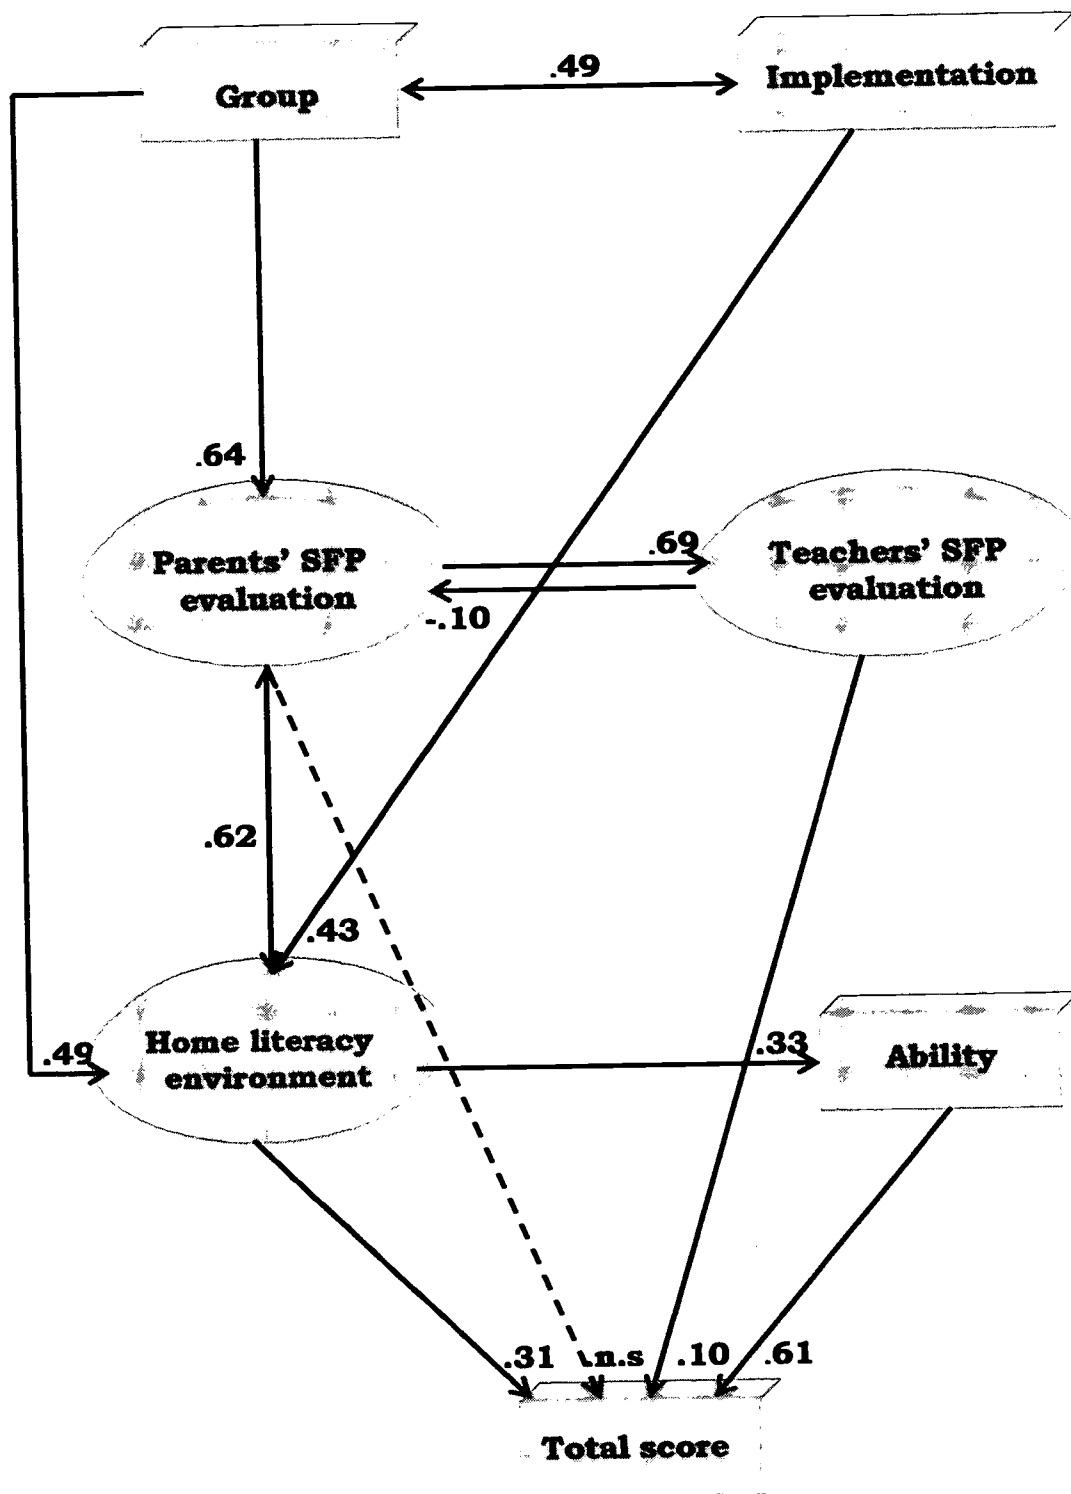 Group
.49
Implementation
.64
Parents' SFP
evaluation
.69
-.10
Teachers' SFP
evaluation
.62
.43
.49
Home literacy
environment
.33
Ability
.31
n.s
.10
.61
Total score